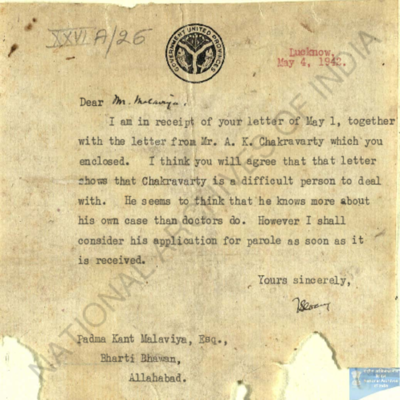 XXVI A/26
GOVERNMENT UNITED PROVINCES
Lucknow.
May 4, 1942.
Dear Mr. Malaviya,
I am in receipt of your letter of May 1, together
with the letter from Mr. A. K. Chakravarty which you
enclosed. I think you will agree that that letter
shows that Chakravarty is a difficult person to deal
with. He seems to think that he knows more about
his own case than doctors do. However I shall
consider his application for parole as soon as it
is received.
Yours sincerely,
Padma Kant Malaviya, Esq.,
Bharti Bhawan,
Allahabad.
NATIONAL ARCHIVES OF INDIA